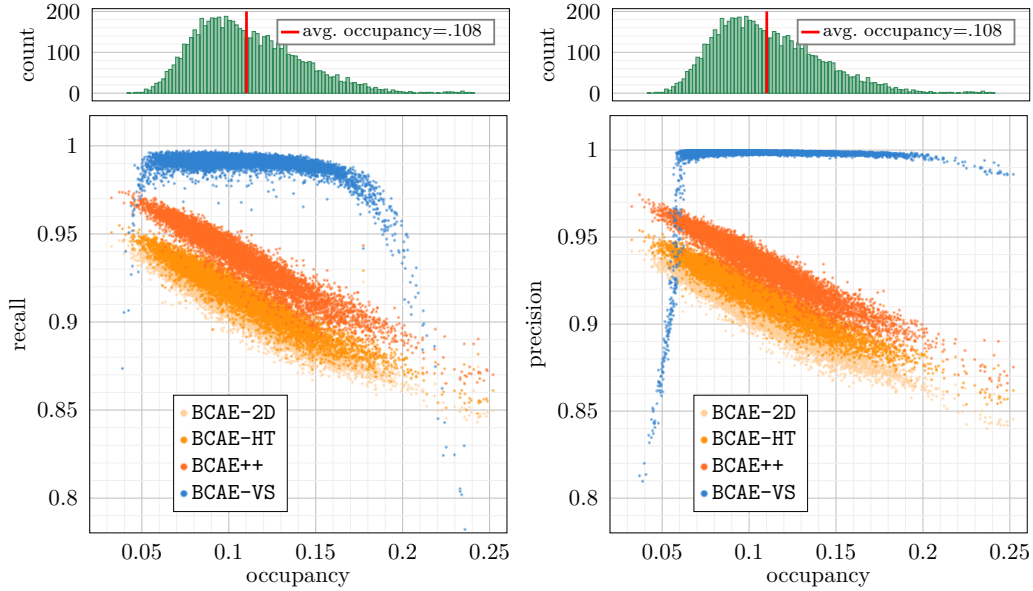 200
100
0
count
avg. occupancy=.108
1
0.95
0.9
0.85
0.8
recall
BCAE-2D
BCAE-HT
BCAE++
BCAE-VS
0.05
0.1
0.15
0.2
0.25
occupancy
200
100
0
count
avg. occupancy=.108
1
0.95
0.9
0.85
0.8
precision
BCAE-2D
BCAE-HT
BCAE++
BCAE-VS
0.05
0.1
0.15
0.2
0.25
occupancy